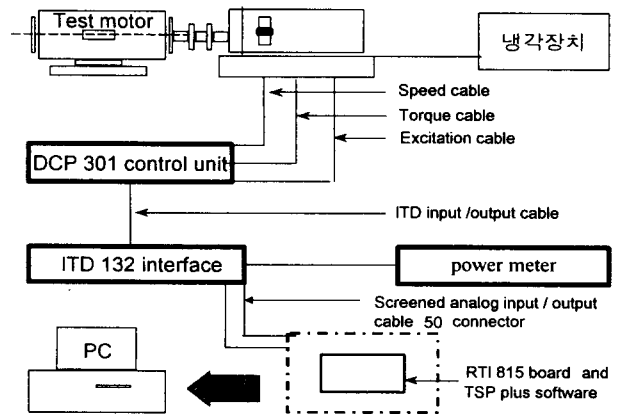 Test motor
냉각장치
Speed cable
Torque cable
Excitation cable
DCP 301 control unit
ITD input /output cable
ITD 132 interface
power meter
Screened analog input / output
cable 50 connector
PC
RTI 815 board and
TSP plus software